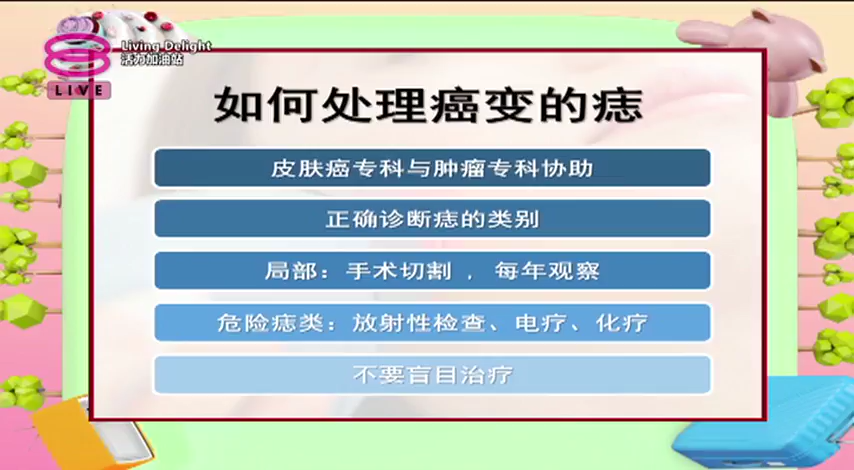 Living Delight
活力加油站
LIVE
如何处理癌变的痣
皮肤癌专科与肿瘤专科协助
正确诊断痣的类别
局部：手术切割 ，每年观察
危险痣类：放射性检查、电疗、化疗
不要盲目治疗